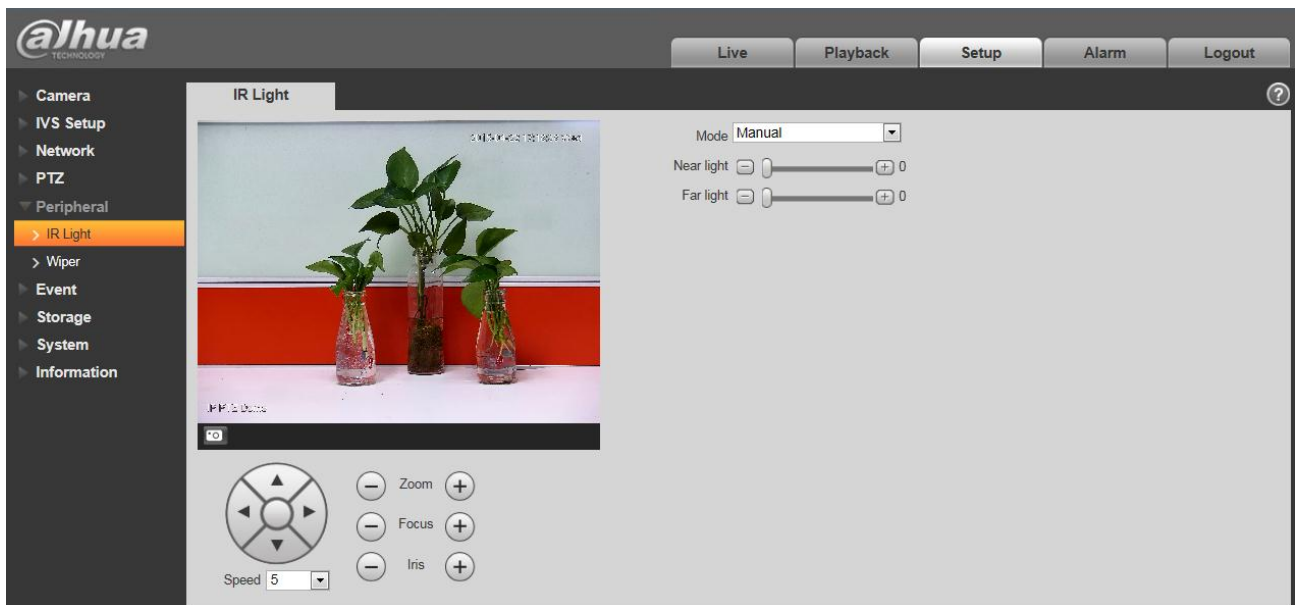 alhua
TECHNOLOGY
Live
Playback
Setup
Alarm
Logout
Camera
IVS Setup
Network
PTZ
Peripheral
IR Light
Wiper
Event
Storage
System
Information
IR Light
?
Mode Manual
Near light 0
Far light 0
Zoom
Focus
Iris
Speed 5